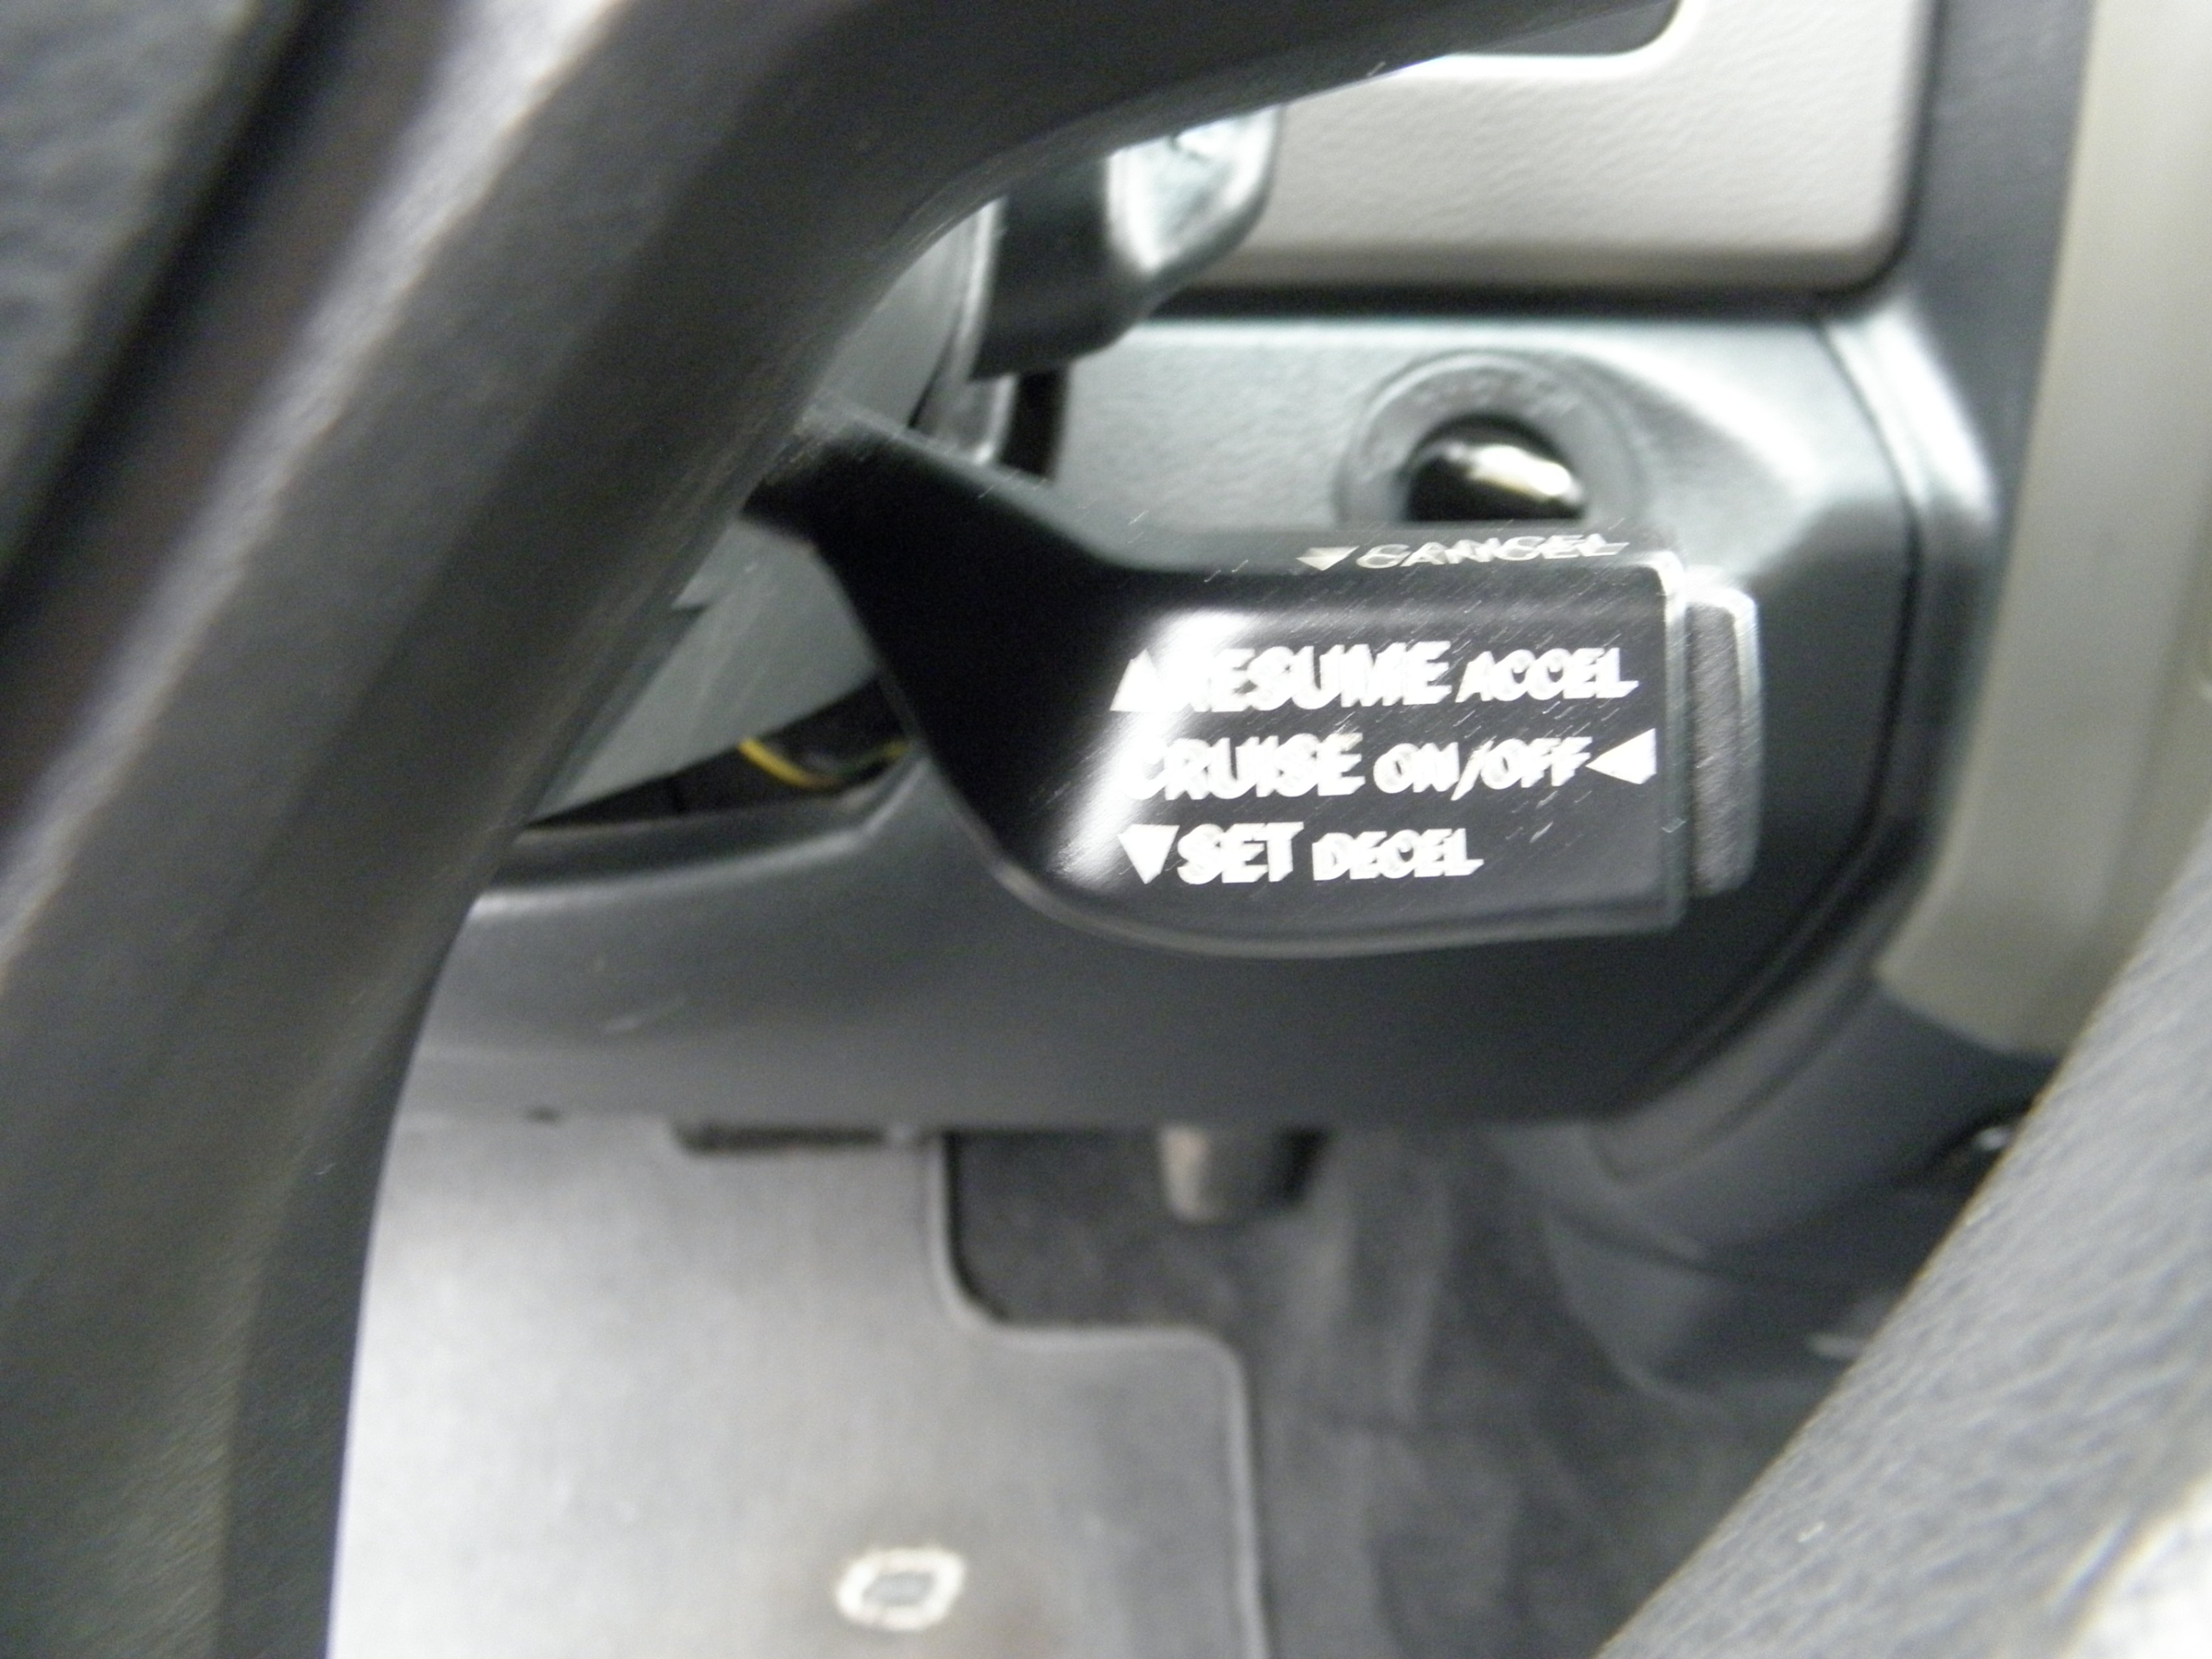 ▼CANCEL
▲RESUME ACCEL
CRUISE ON/OFF◀
▼SET DECEL